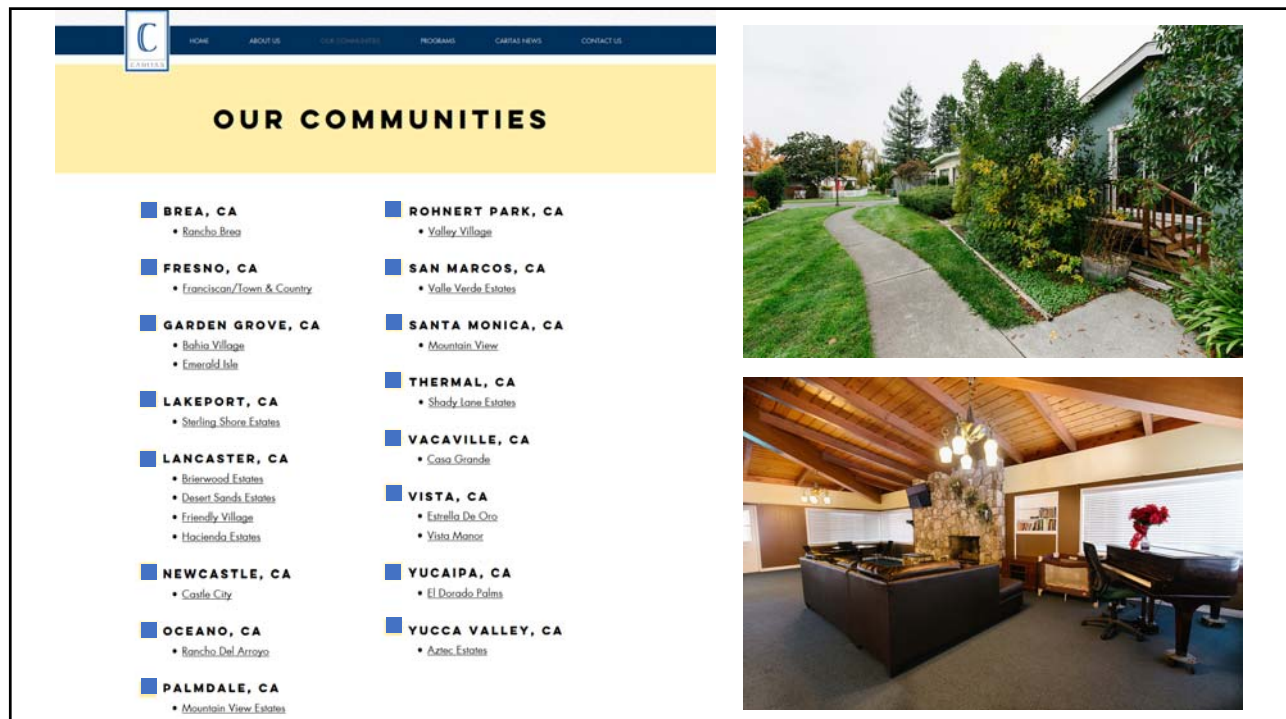 C
CARITAS
HOME ABOUT US OUR COMMUNITIES PROGRAMS CARITAS NEWS CONTACT US
OUR COMMUNITIES
BREA, CA
• Rancho Brea
FRESNO, CA
• Franciscan/Town & Country
GARDEN GROVE, CA
• Bahia Village
• Emerald Isle
LAKEPORT, CA
• Sterling Shore Estates
LANCASTER, CA
• Brierwood Estates
• Desert Sands Estates
• Friendly Village
• Hacienda Estates
NEWCASTLE, CA
• Castle City
OCEANO, CA
• Rancho Del Arroyo
PALMDALE, CA
• Mountain View Estates
ROHNERT PARK, CA
• Valley Village
SAN MARCOS, CA
• Valle Verde Estates
SANTA MONICA, CA
• Mountain View
THERMAL, CA
• Shady Lane Estates
VACAVILLE, CA
• Casa Grande
VISTA, CA
• Estrella De Oro
• Vista Manor
YUCAIPA, CA
• El Dorado Palms
YUCCA VALLEY, CA
• Aztec Estates